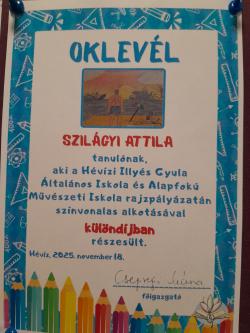 OKLEVÉL
SZILÁGYI ATTILA
tanulónak,
aki a Hévízi Illyés Gyula
Általános Iskola és Alapfokú
Művészeti Iskola rajzpályázatán
színvonalas alkotásával
különdíjban
részesült.
Hévíz, 2025. november 18.
főigazgató